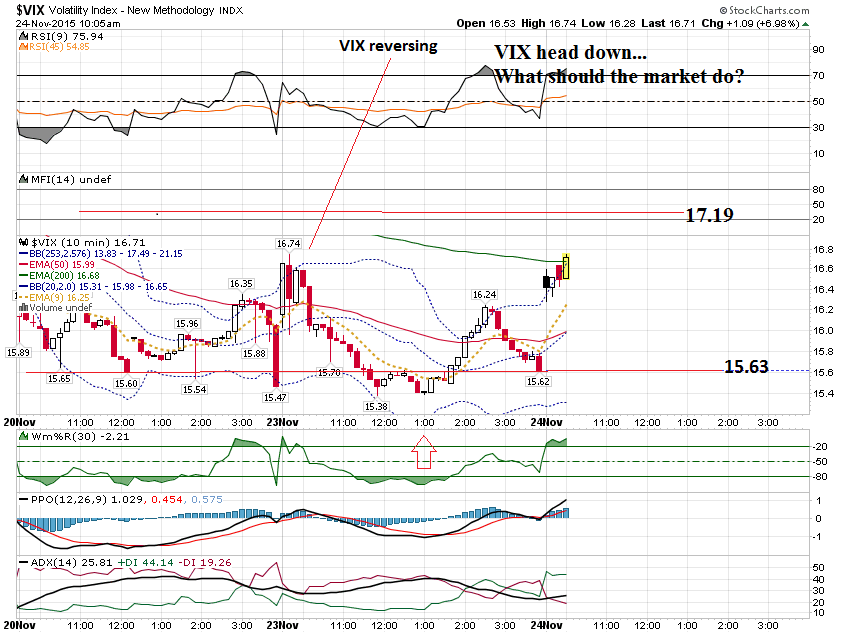 $VIX Volatility Index - New Methodology INDX
© StockCharts.com
24-Nov-2015 10:05am
Open 16.53 High 16.74 Low 16.28 Last 16.71 Chg +1.09 (+6.98%)
RSI(9) 75.94
RSI(45) 54.85
VIX reversing
VIX head down...
What should the market do?
90
70
50
30
10
MFI(14) undef
80
50
20
17.19
$VIX (10 min) 16.71
BB(253,2.576) 13.83 - 17.49 - 21.15
EMA(50) 15.99
EMA(200) 16.68
BB(20,2.0) 15.31 - 15.98 - 16.65
EMA(9) 16.25
Volume undef
16.74
16.35
16.24
15.96
15.89
15.88
15.65
15.60
15.54
15.47
15.70
15.38
15.62
15.63
16.8
16.6
16.4
16.2
16.0
15.8
15.6
15.4
20Nov 11:00 12:00 1:00 2:00 3:00 23Nov 11:00 12:00 1:00 2:00 3:00 24Nov 11:00 12:00 1:00 2:00 3:00
Wm%R(30) -2.21
-20
-50
-80
PPO(12,26,9) 1.029, 0.454, 0.575
1
0
-1
ADX(14) 25.81 +DI 44.14 -DI 19.26
50
40
30
20
10
20Nov 11:00 12:00 1:00 2:00 3:00 23Nov 11:00 12:00 1:00 2:00 3:00 24Nov 11:00 12:00 1:00 2:00 3:00